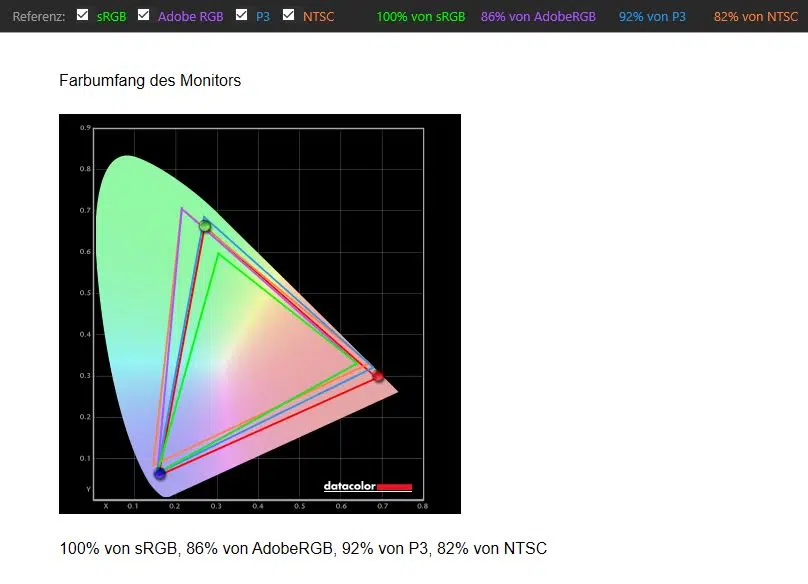 Referenz: sRGB Adobe RGB P3 NTSC 100% von sRGB 86% von AdobeRGB 92% von P3 82% von NTSC
Farbumfang des Monitors
0.9
0.8
0.7
0.6
0.5
0.4
0.3
0.2
0.1
Y
datacolor
X 0.1 0.2 0.3 0.4 0.5 0.6 0.7 0.8
100% von sRGB, 86% von AdobeRGB, 92% von P3, 82% von NTSC